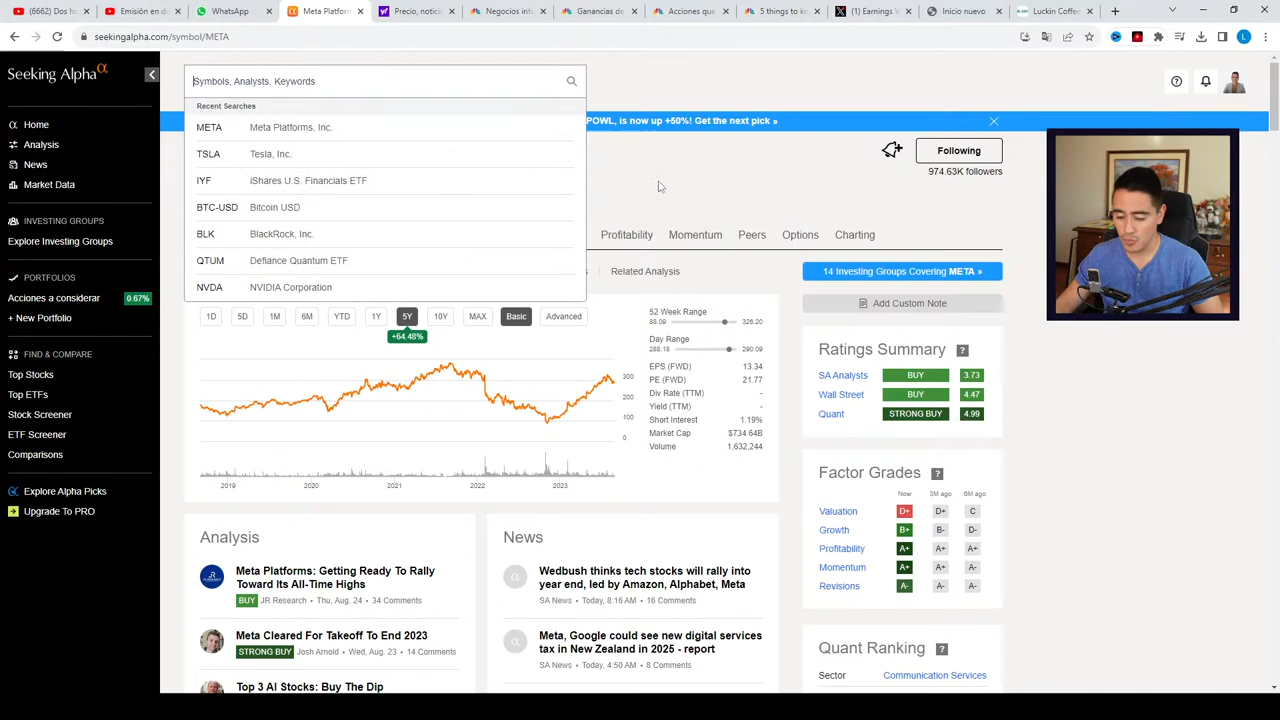 (6662) Dos ho
Emisión en di
WhatsApp
Meta Platform
Precio, notici
Negocios int
Ganancias de
Acciones que
5 things to kn
(1) Earnings W
Inicio nuevo
Luckin Coffee
seekingalpha.com/symbol/META
L
Seeking Alphaα
Home
Analysis
News
Market Data
INVESTING GROUPS
Explore Investing Groups
PORTFOLIOS
Acciones a considerar 0.67%
+ New Portfolio
FIND & COMPARE
Top Stocks
Top ETFs
Stock Screener
ETF Screener
Comparisons
Explore Alpha Picks
Upgrade To PRO
Symbols, Analysts, Keywords
Recent Searches
META Meta Platforms, Inc.
TSLA Tesla, Inc.
IYF iShares U.S. Financials ETF
BTC-USD Bitcoin USD
BLK BlackRock, Inc.
QTUM Defiance Quantum ETF
NVDA NVIDIA Corporation
POWL, is now up +50%! Get the next pick »
Following
974.63K followers
Profitability Momentum Peers Options Charting
Related Analysis
1D 5D 1M 6M YTD 1Y 5Y 10Y MAX Basic Advanced
+64.48%
300
200
100
0
2019 2020 2021 2022 2023
52 Week Range
88.09 326.20
Day Range
288.18 290.09
EPS (FWD) 13.34
PE (FWD) 21.77
Div Rate (TTM) -
Yield (TTM) -
Short Interest 1.19%
Market Cap $734.64B
Volume 1,632,244
14 Investing Groups Covering META »
Add Custom Note
Ratings Summary ?
SA Analysts BUY 3.73
Wall Street BUY 4.47
Quant STRONG BUY 4.99
Factor Grades ?
Now 3M ago 6M ago
Valuation D+ D+ C
Growth B+ B- D-
Profitability A+ A+ A+
Momentum A+ A+ A-
Revisions A- A- A-
Quant Ranking ?
Sector Communication Services
Analysis
Meta Platforms: Getting Ready To Rally
Toward Its All-Time Highs
BUY JR Research • Thu, Aug. 24 • 34 Comments
Meta Cleared For Takeoff To End 2023
STRONG BUY Josh Arnold • Wed, Aug. 23 • 14 Comments
Top 3 AI Stocks: Buy The Dip
News
Wedbush thinks tech stocks will rally into
year end, led by Amazon, Alphabet, Meta
SA News • Today, 8:16 AM • 16 Comments
Meta, Google could see new digital services
tax in New Zealand in 2025 - report
SA News • Today, 4:50 AM • 8 Comments